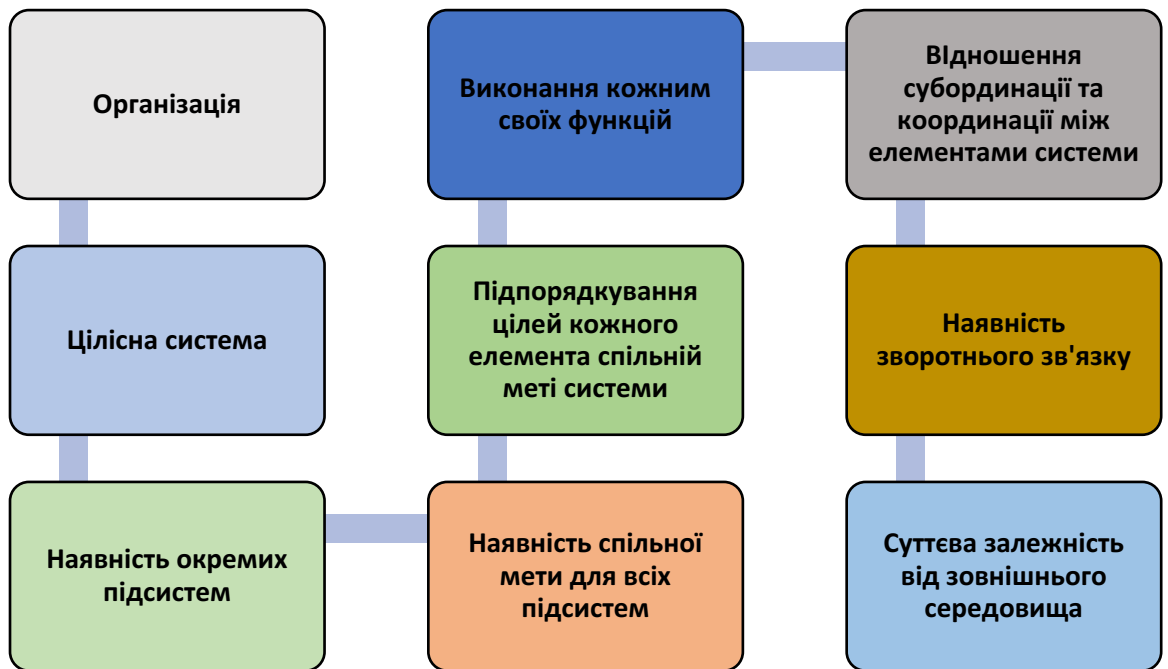 Організація
Цілісна система
Наявність окремих
підсистем
Наявність спільної
мети для всіх
підсистем
Підпорядкування
цілей кожного
елемента спільній
меті системи
Виконання кожним
своїх функцій
ВІдношення
субординації та
координації між
елементами системи
Наявність
зворотнього зв'язку
Суттєва залежність
від зовнішнього
середовища